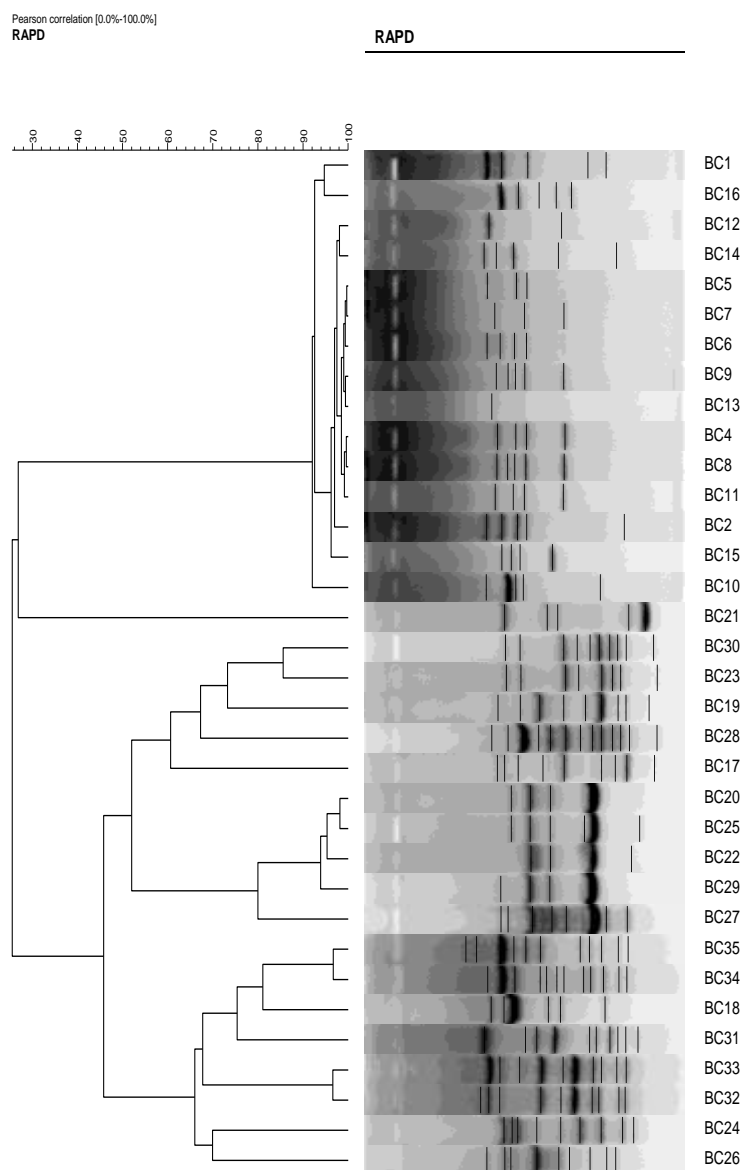 Pearson correlation [0.0%-100.0%]
RAPD
RAPD
30 40 50 60 70 80 90 100
BC1
BC16
BC12
BC14
BC5
BC7
BC6
BC9
BC13
BC4
BC8
BC11
BC2
BC15
BC10
BC21
BC30
BC23
BC19
BC28
BC17
BC20
BC25
BC22
BC29
BC27
BC35
BC34
BC18
BC31
BC33
BC32
BC24
BC26